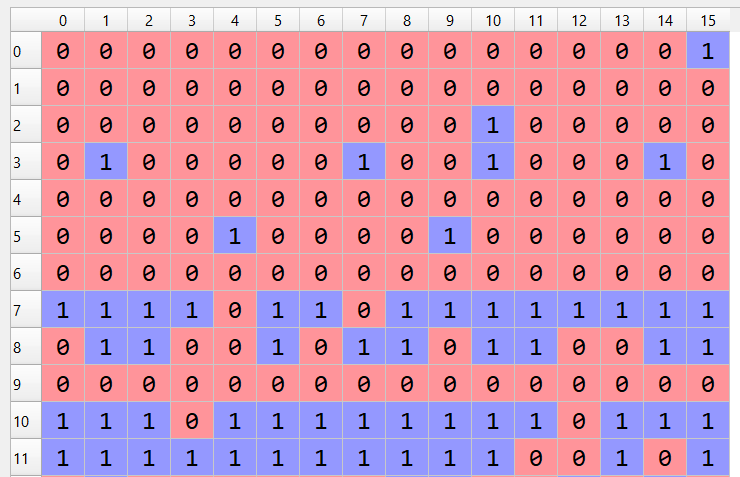 0 1 2 3 4 5 6 7 8 9 10 11 12 13 14 15
0 0 0 0 0 0 0 0 0 0 0 0 0 0 0 0 1
1 0 0 0 0 0 0 0 0 0 0 0 0 0 0 0 0
2 0 0 0 0 0 0 0 0 0 0 1 0 0 0 0 0
3 0 1 0 0 0 0 0 1 0 0 1 0 0 0 1 0
4 0 0 0 0 0 0 0 0 0 0 0 0 0 0 0 0
5 0 0 0 0 1 0 0 0 0 1 0 0 0 0 0 0
6 0 0 0 0 0 0 0 0 0 0 0 0 0 0 0 0
7 1 1 1 1 0 1 1 0 1 1 1 1 1 1 1 1
8 0 1 1 0 0 1 0 1 1 0 1 1 0 0 1 1
9 0 0 0 0 0 0 0 0 0 0 0 0 0 0 0 0
10 1 1 1 0 1 1 1 1 1 1 1 1 0 1 1 1
11 1 1 1 1 1 1 1 1 1 1 1 0 0 1 0 1